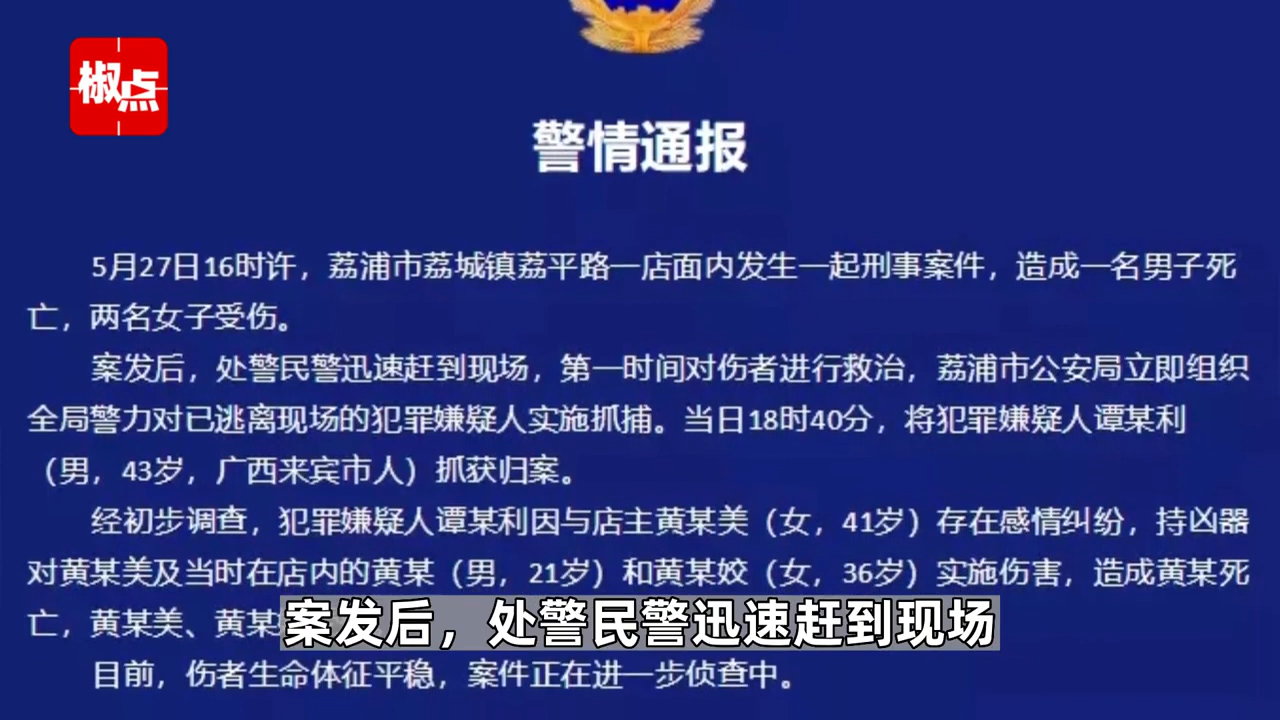 椒点
警情通报
5月27日16时许，荔浦市荔城镇荔平路一店面内发生一起刑事案件，造成一名男子死
亡，两名女子受伤。
案发后，处警民警迅速赶到现场，第一时间对伤者进行救治，荔浦市公安局立即组织
全局警力对已逃离现场的犯罪嫌疑人实施抓捕。当日18时40分，将犯罪嫌疑人谭某利
（男，43岁，广西来宾市人）抓获归案。
经初步调查，犯罪嫌疑人谭某利因与店主黄某美（女，41岁）存在感情纠纷，持凶器
对黄某美及当时在店内的黄某（男，21岁）和黄某姣（女，36岁）实施伤害，造成黄某死
亡，黄某美、黄某
案发后，处警民警迅速赶到现场
目前，伤者生命体征平稳，案件正在进一步侦查中。